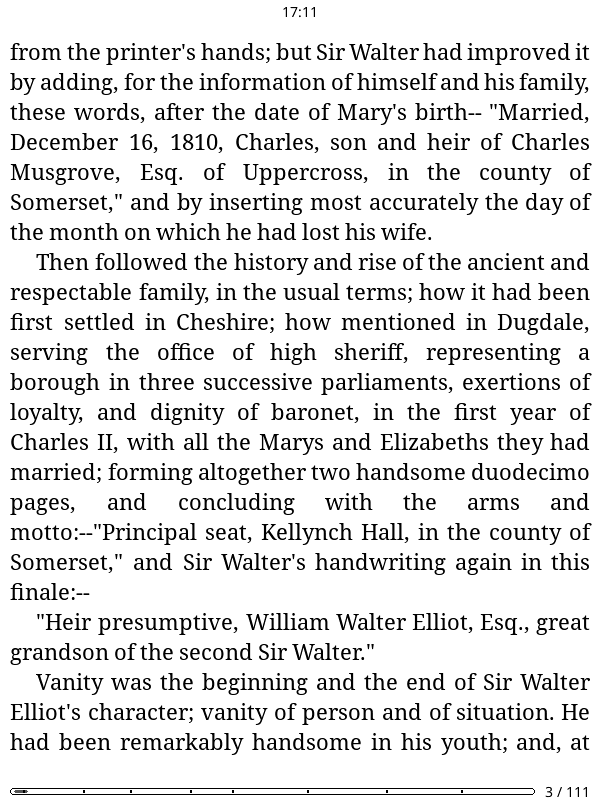 17:11
from the printer's hands; but Sir Walter had improved it
by adding, for the information of himself and his family,
these words, after the date of Mary's birth-- "Married,
December 16, 1810, Charles, son and heir of Charles
Musgrove, Esq. of Uppercross, in the county of
Somerset," and by inserting most accurately the day of
the month on which he had lost his wife.
Then followed the history and rise of the ancient and
respectable family, in the usual terms; how it had been
first settled in Cheshire; how mentioned in Dugdale,
serving the office of high sheriff, representing a
borough in three successive parliaments, exertions of
loyalty, and dignity of baronet, in the first year of
Charles II, with all the Marys and Elizabeths they had
married; forming altogether two handsome duodecimo
pages, and concluding with the arms and
motto:--"Principal seat, Kellynch Hall, in the county of
Somerset," and Sir Walter's handwriting again in this
finale:--
"Heir presumptive, William Walter Elliot, Esq., great
grandson of the second Sir Walter."
Vanity was the beginning and the end of Sir Walter
Elliot's character; vanity of person and of situation. He
had been remarkably handsome in his youth; and, at
3 / 111